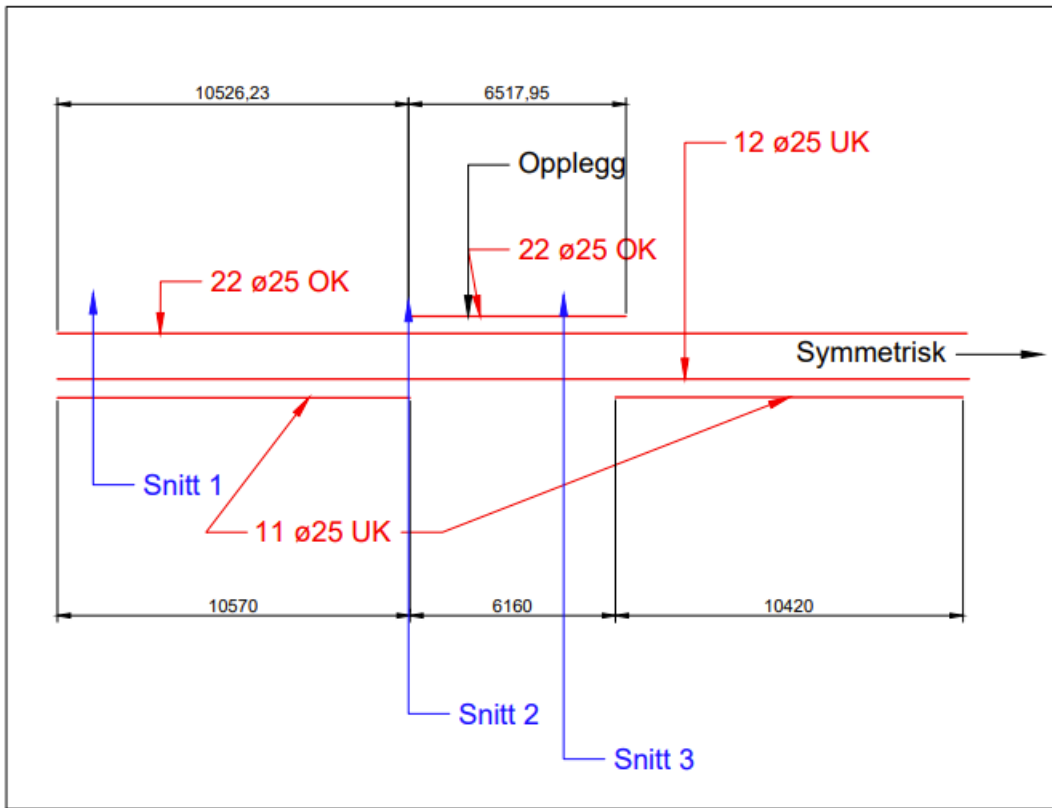 10526,23
6517,95
12 ø25 UK
Opplegg
22 ø25 OK
22 ø25 OK
Symmetrisk
Snitt 1
11 ø25 UK
10570
6160
10420
Snitt 2
Snitt 3